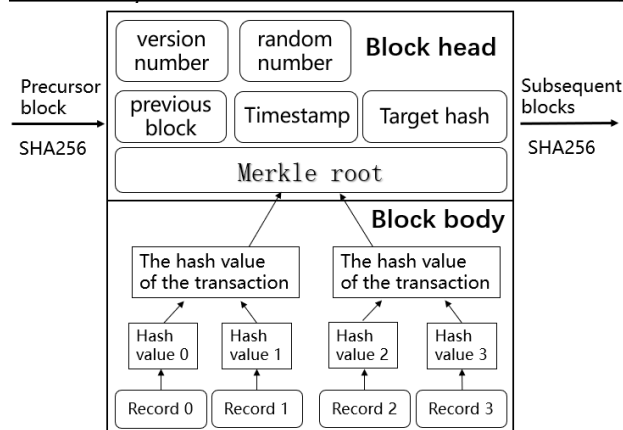 version
number
random
number
Block head
Precursor
block
SHA256
previous
block
Timestamp
Target hash
Subsequent
blocks
SHA256
Merkle root
Block body
The hash value
of the transaction
The hash value
of the transaction
Hash
value 0
Hash
value 1
Hash
value 2
Hash
value 3
Record 0
Record 1
Record 2
Record 3